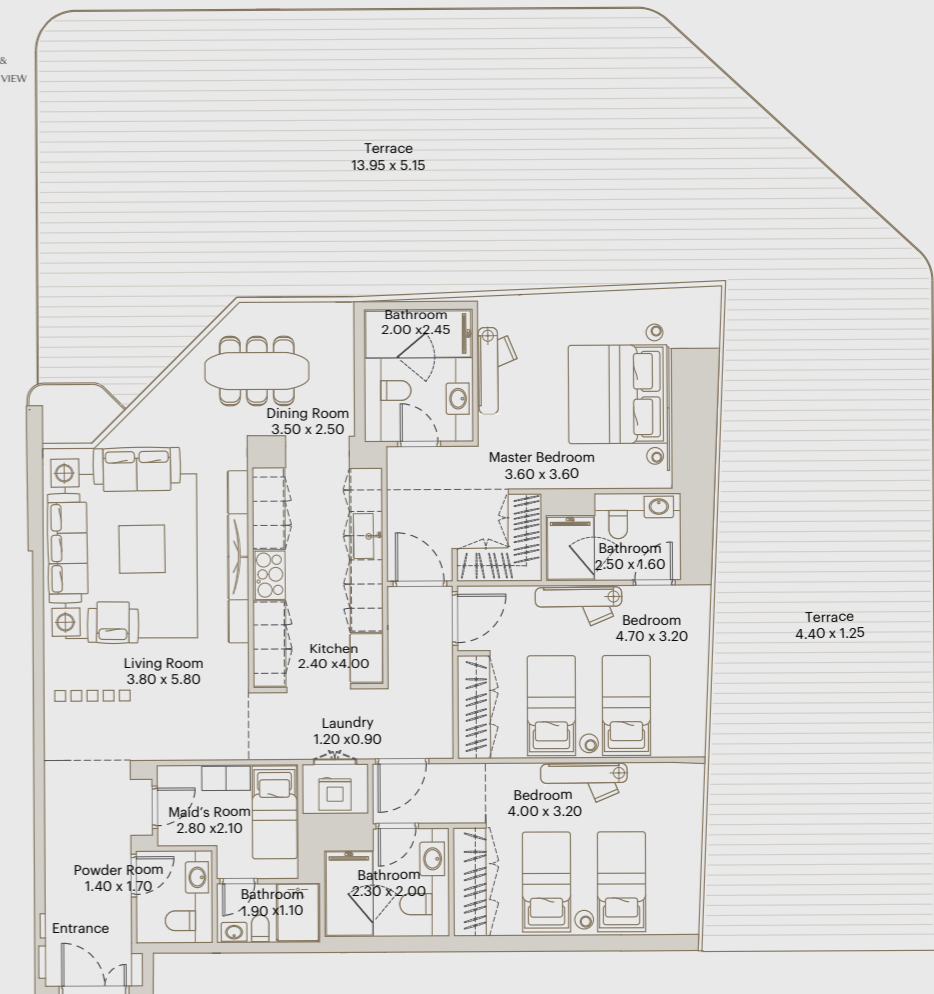 &
VIEW
Terrace
13.95 x 5.15
Bathroom
2.00 x2.45
Dining Room
3.50 x 2.50
Master Bedroom
3.60 x 3.60
Bathroom
2.50 x1.60
Bedroom
4.70 x 3.20
Terrace
4.40 x 1.25
Kitchen
2.40 x4.00
Living Room
3.80 x 5.80
Laundry
1.20 x0.90
Bedroom
4.00 x 3.20
Maid's Room
2.80 x2.10
Powder Room
1.40 x 1.70
Bathroom
2.30 x 2.00
Bathroom
1.90 x1.10
Entrance